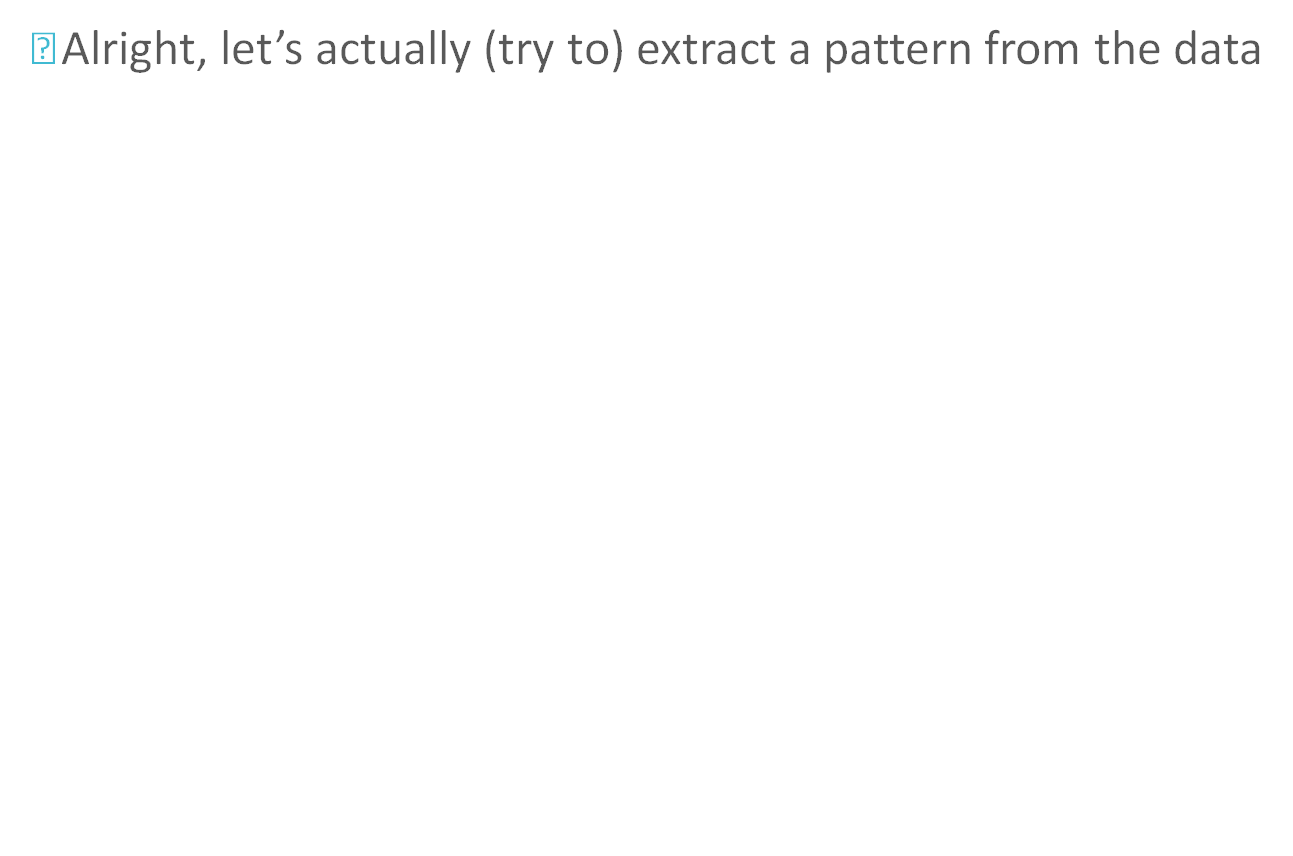 Alright, let’s actually (try to) extract a pattern from the data